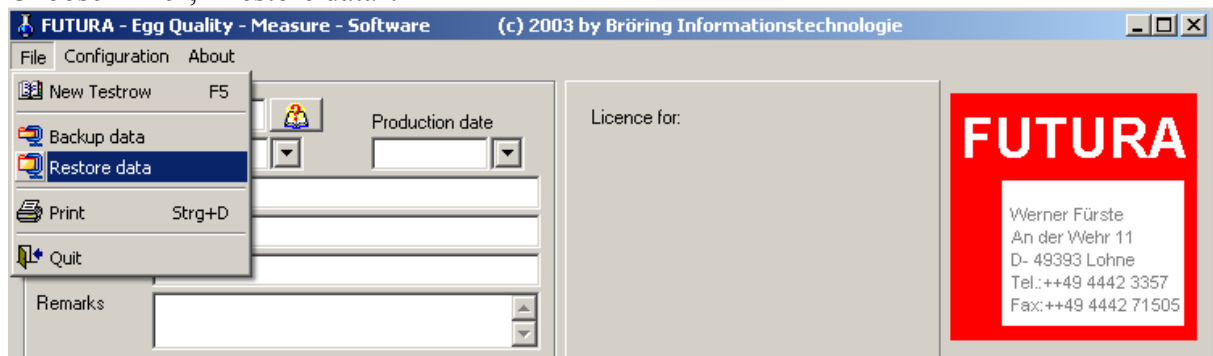 FUTURA - Egg Quality - Measure - Software (c) 2003 by Bröring Informationstechnologie
File Configuration About
New Testrow F5
Backup data
Restore data
Print Strg+D
Quit
Production date
Remarks
Licence for:
FUTURA
Werner Fürste
An der Wehr 11
D- 49393 Lohne
Tel.:++49 4442 3357
Fax:++49 4442 71505